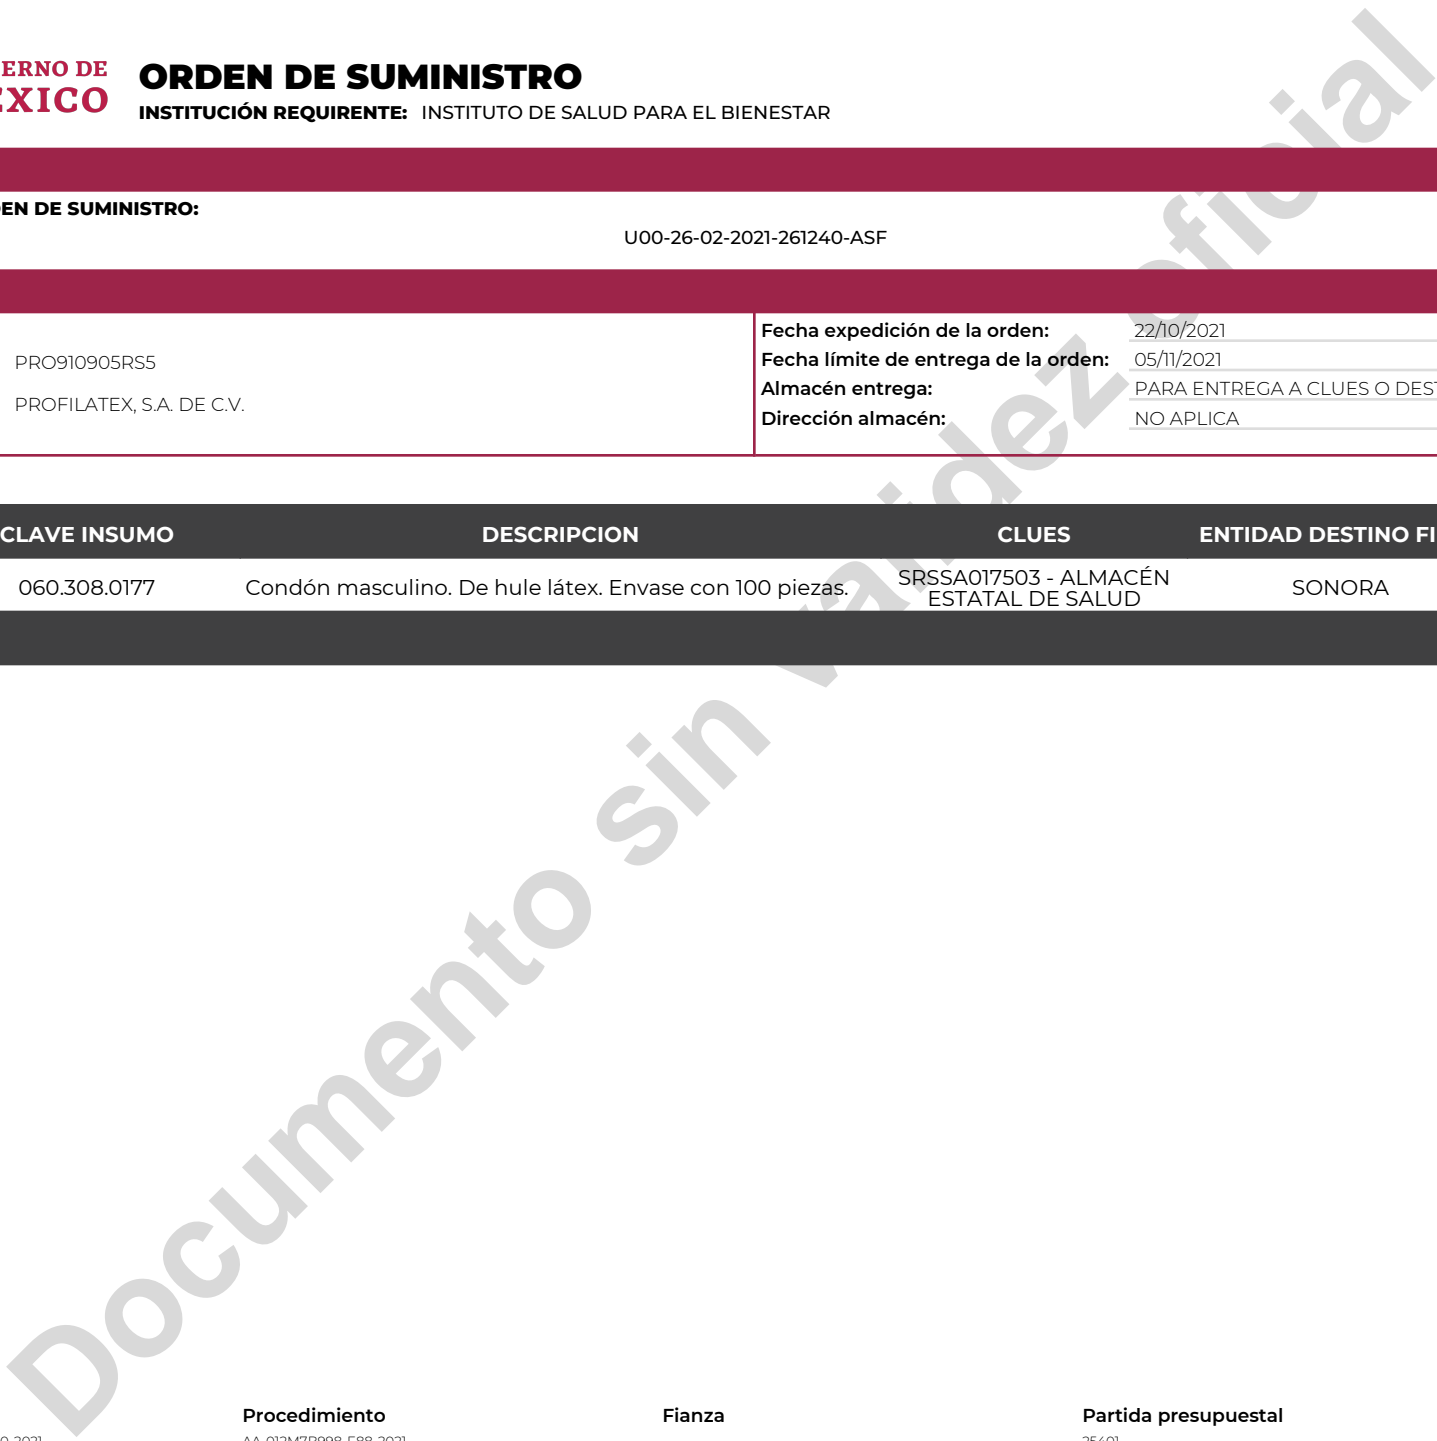 ERNO DE
EXICO
ORDEN DE SUMINISTRO
INSTITUCIÓN REQUIRENTE: INSTITUTO DE SALUD PARA EL BIENESTAR
EN DE SUMINISTRO:
U00-26-02-2021-261240-ASF
PRO910905RS5
PROFILATEX, S.A. DE C.V.
Fecha expedición de la orden: 22/10/2021
Fecha límite de entrega de la orden: 05/11/2021
Almacén entrega: PARA ENTREGA A CLUES O DEST
Dirección almacén: NO APLICA
CLAVE INSUMO DESCRIPCION CLUES ENTIDAD DESTINO FI
060.308.0177 Condón masculino. De hule látex. Envase con 100 piezas. SRSSA017503 - ALMACÉN ESTATAL DE SALUD SONORA
Documento sin validez oficial
Procedimiento Fianza Partida presupuestal